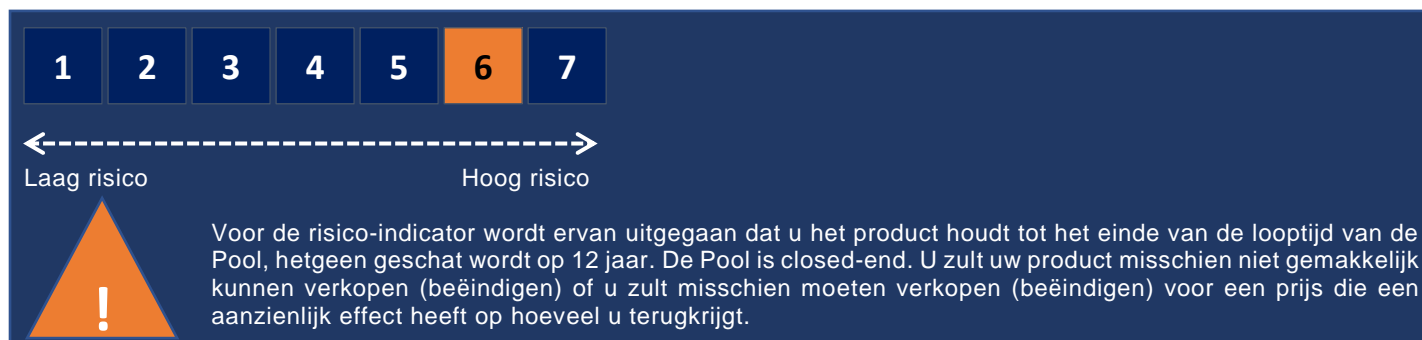 1 2 3 4 5 6 7
Laag risico Hoog risico
Voor de risico-indicator wordt ervan uitgegaan dat u het product houdt tot het einde van de looptijd van de
Pool, hetgeen geschat wordt op 12 jaar. De Pool is closed-end. U zult uw product misschien niet gemakkelijk
kunnen verkopen (beëindigen) of u zult misschien moeten verkopen (beëindigen) voor een prijs die een
aanzienlijk effect heeft op hoeveel u terugkrijgt.
!